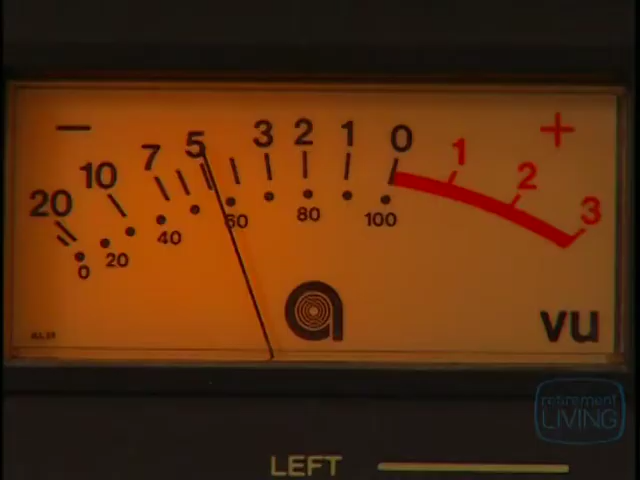 − 20 10 7 5 3 2 1 0 1 2 3 +
0 20 40 60 80 100
a
vu
LEFT
retirement
LIVING